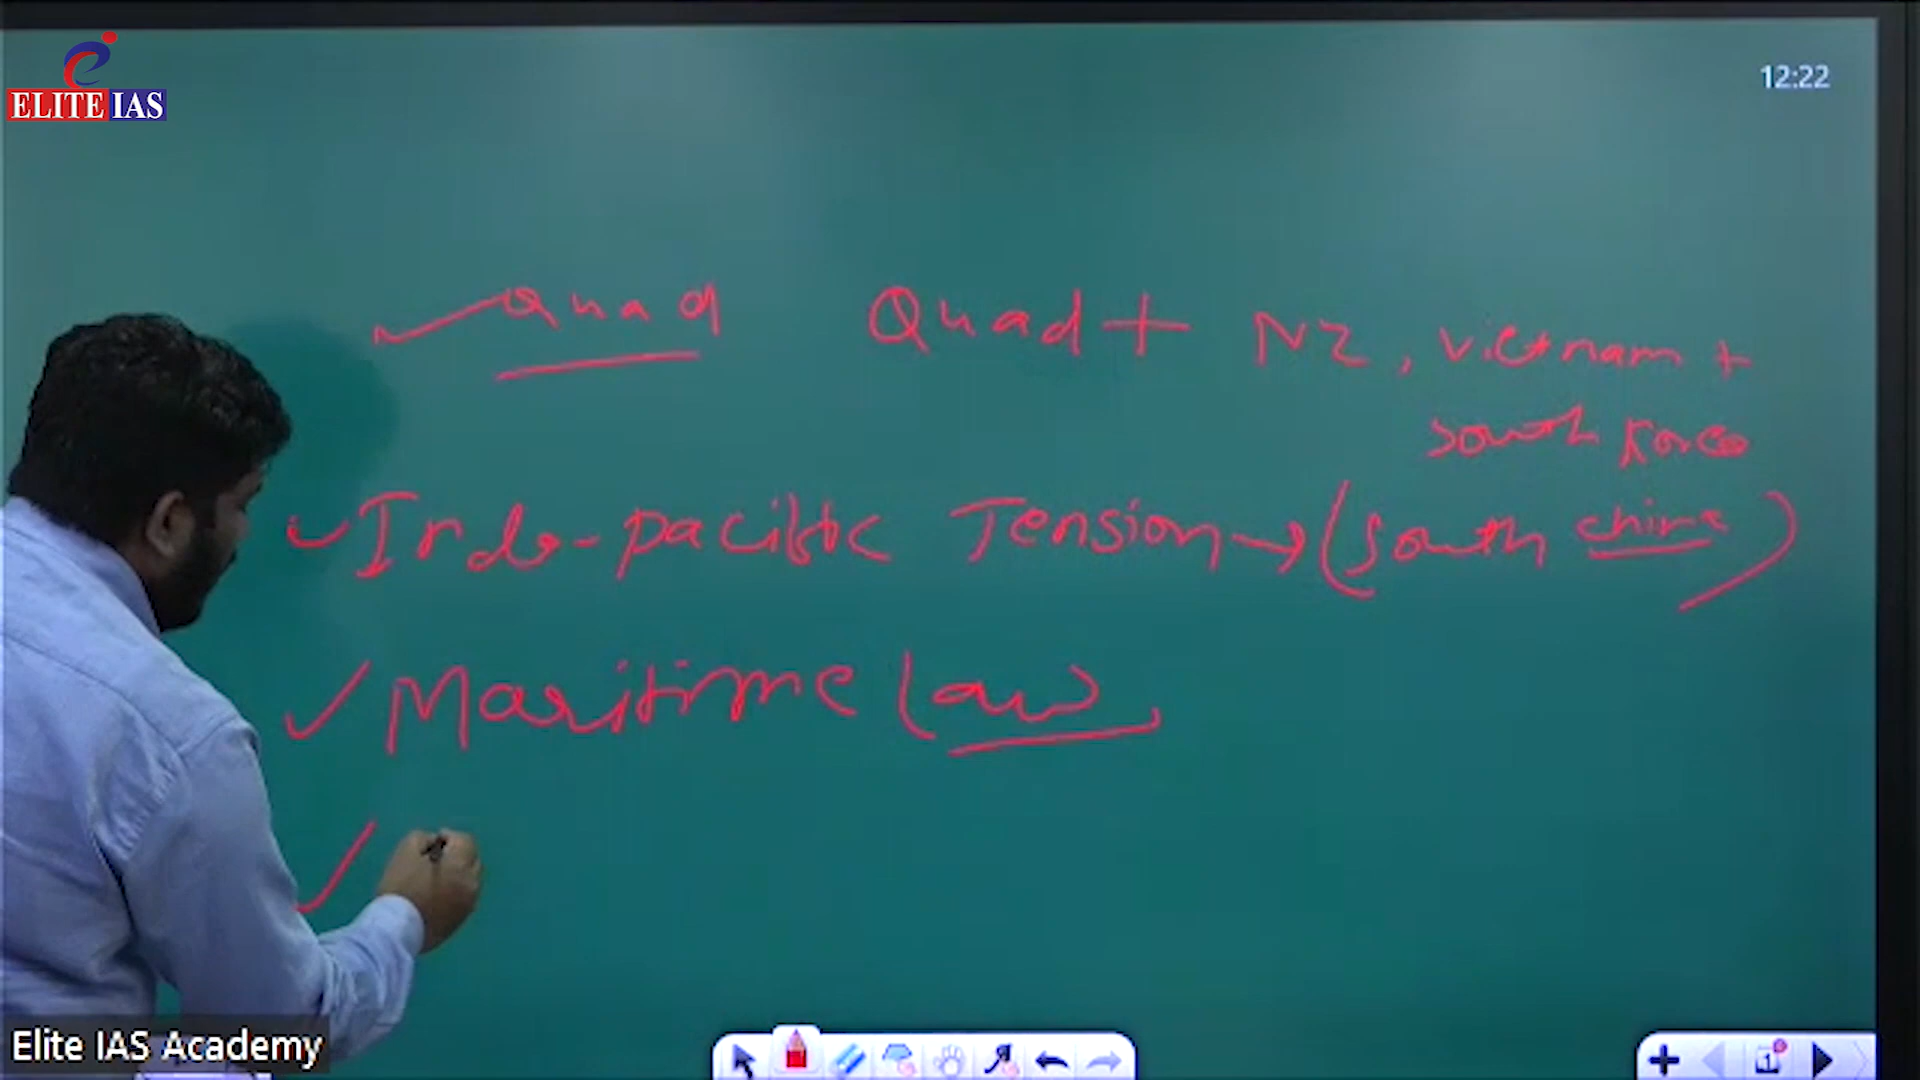 ELITE IAS
12:22
Quad Quad + NZ, Vietnam +
South Korea
Indo-pacific Tension → (South china)
Maritime Law
Elite IAS Academy
1